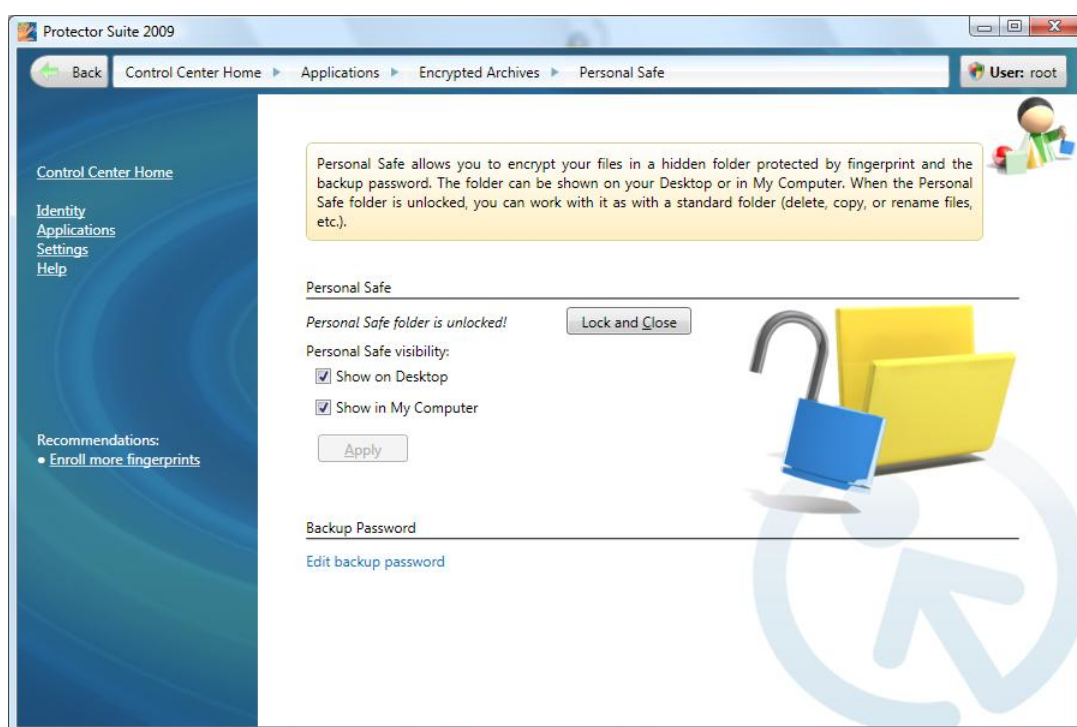 Protector Suite 2009
Back
Control Center Home
Applications
Encrypted Archives
Personal Safe
User: root
Control Center Home
Identity
Applications
Settings
Help
Recommendations:
• Enroll more fingerprints
Personal Safe allows you to encrypt your files in a hidden folder protected by fingerprint and the
backup password. The folder can be shown on your Desktop or in My Computer. When the Personal
Safe folder is unlocked, you can work with it as with a standard folder (delete, copy, or rename files,
etc.).
Personal Safe
Personal Safe folder is unlocked!
Lock and Close
Personal Safe visibility:
Show on Desktop
Show in My Computer
Apply
Backup Password
Edit backup password